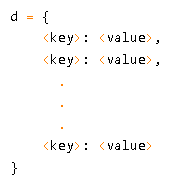 d = {
    <key>: <value>,
    <key>: <value>,
      .
      .
      .
    <key>: <value>
}